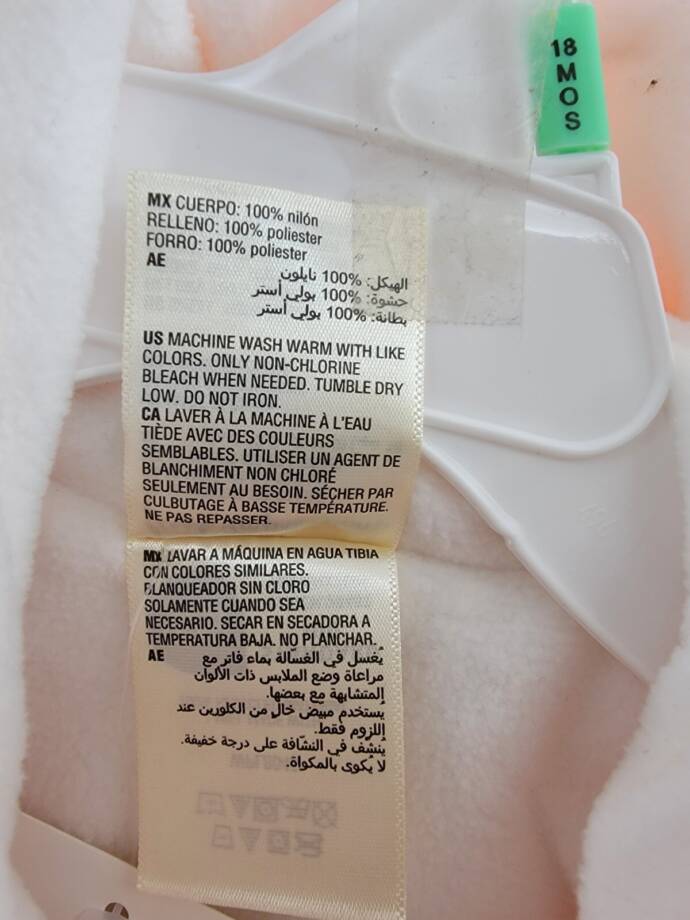 18
M
O
S
MX CUERPO: 100% nilón
RELLENO: 100% poliester
FORRO: 100% poliester
AE
الهيكل: 100% نايلون
حشوة: 100% بولي أستر
بطانة: 100% بولي أستر
US MACHINE WASH WARM WITH LIKE
COLORS. ONLY NON-CHLORINE
BLEACH WHEN NEEDED. TUMBLE DRY
LOW. DO NOT IRON.
CA LAVER À LA MACHINE À L'EAU
TIÈDE AVEC DES COULEURS
SEMBLABLES. UTILISER UN AGENT DE
BLANCHIMENT NON CHLORÉ
SEULEMENT AU BESOIN. SÉCHER PAR
CULBUTAGE À BASSE TEMPÉRATURE.
NE PAS REPASSER.
MX LAVAR A MÁQUINA EN AGUA TIBIA
CON COLORES SIMILARES.
BLANQUEADOR SIN CLORO
SOLAMENTE CUANDO SEA
NECESARIO. SECAR EN SECADORA A
TEMPERATURA BAJA. NO PLANCHAR.
AE يغسل في الغسالة بماء فاتر مع
مراعاة وضع الملابس ذات الألوان
المتشابهة مع بعضها.
يستخدم مبيض خالٍ من الكلورين عند
اللزوم فقط.
ينشّف في النشّافة على درجة خفيفة.
لا يكوى بالمكواة.